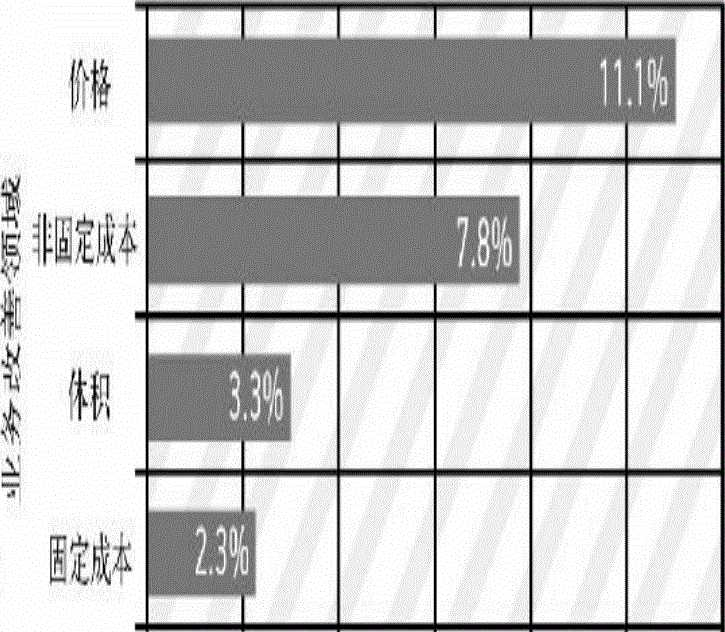 业务改善领域
价格
11.1%
非固定成本
7.8%
体积
3.3%
固定成本
2.3%